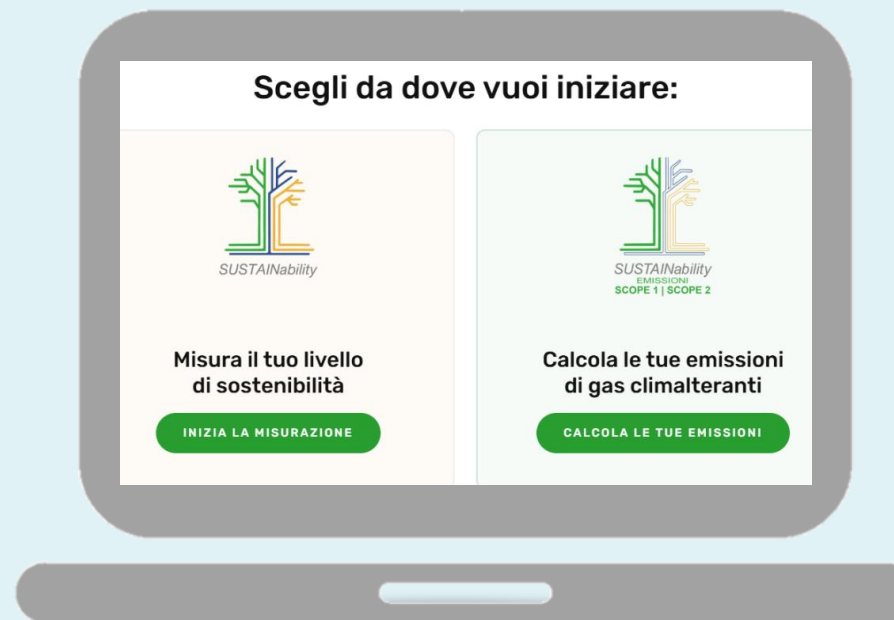 Scegli da dove vuoi iniziare:
SUSTAINability
Misura il tuo livello
di sostenibilità
INIZIA LA MISURAZIONE
SUSTAINability
EMISSIONI
SCOPE 1 | SCOPE 2
Calcola le tue emissioni
di gas climalteranti
CALCOLA LE TUE EMISSIONI